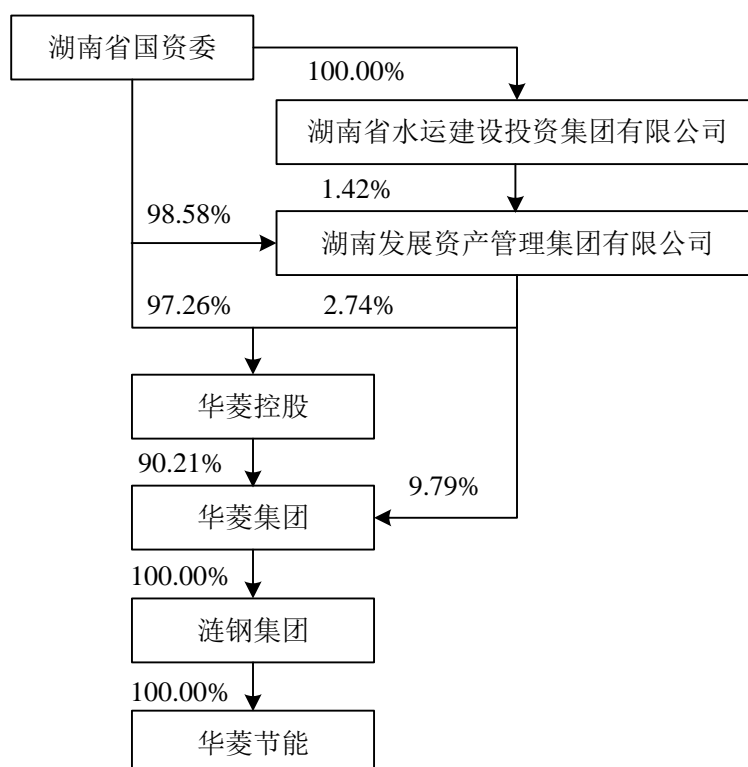 湖南省国资委
100.00%
湖南省水运建设投资集团有限公司
1.42%
98.58%
湖南发展资产管理集团有限公司
97.26%
2.74%
华菱控股
90.21%
9.79%
华菱集团
100.00%
涟钢集团
100.00%
华菱节能